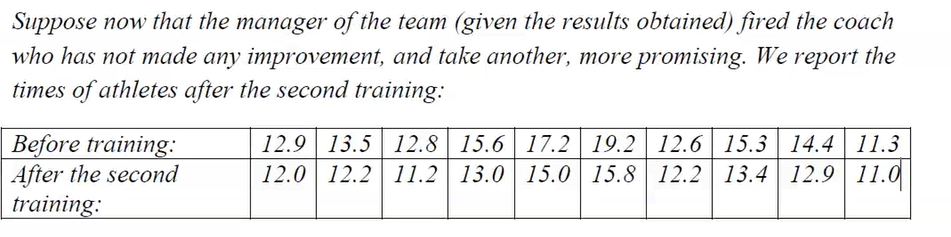 Suppose now that the manager of the team (given the results obtained) fired the coach
who has not made any improvement, and take another, more promising. We report the
times of athletes after the second training:
Before training: 12.9 13.5 12.8 15.6 17.2 19.2 12.6 15.3 14.4 11.3
After the second 12.0 12.2 11.2 13.0 15.0 15.8 12.2 13.4 12.9 11.0
training: